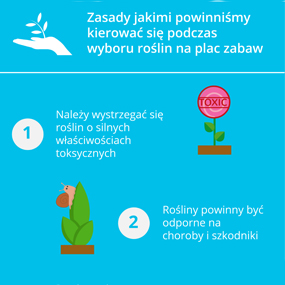 Zasady jakimi powinniśmy
kierować się podczas
wyboru roślin na plac zabaw
TOXIC
1
Należy wystrzegać się
roślin o silnych
właściwościach
toksycznych
2
Rośliny powinny być
odporne na
choroby i szkodniki